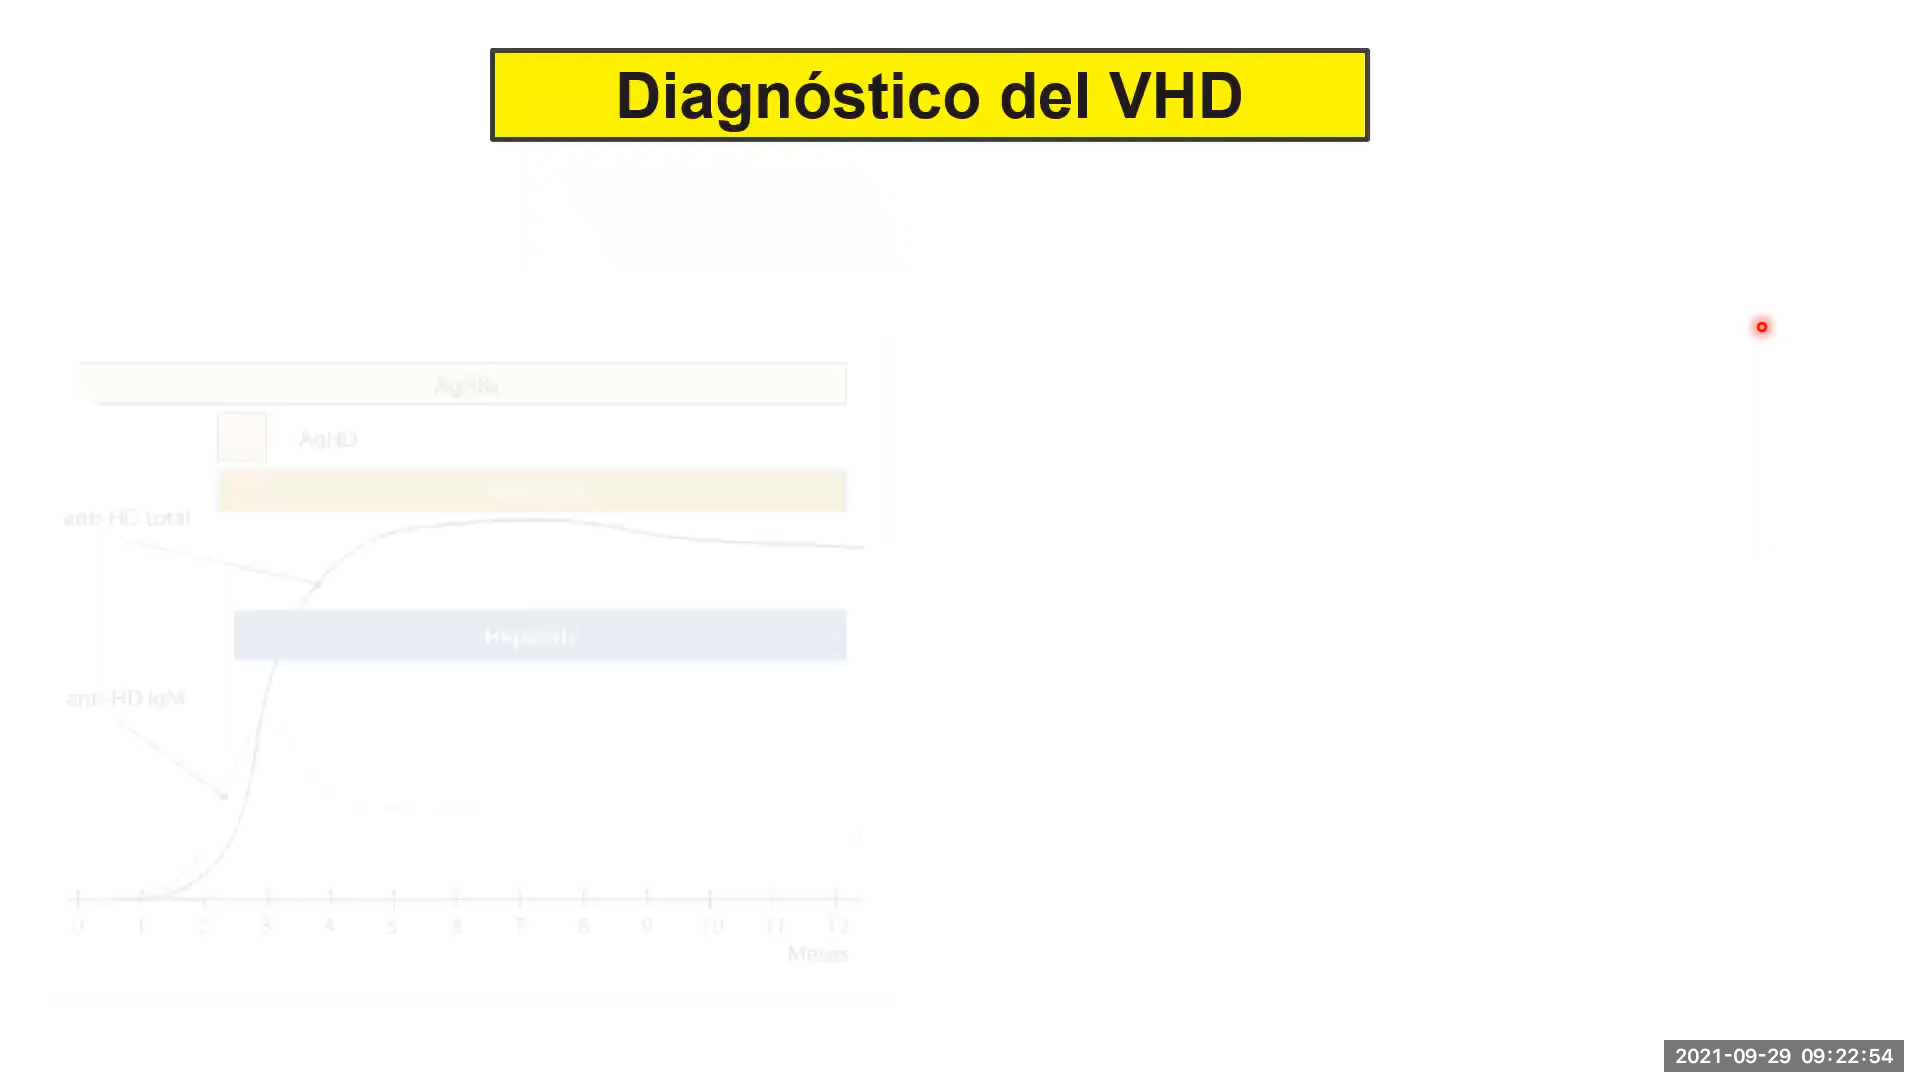 Diagnóstico del VHD
AgHBs
AgHD
anti-HD total
Hepatitis
anti-HD IgM
0 1 2 3 4 5 6 7 8 9 10 11 12
Meses
2021-09-29 09:22:54